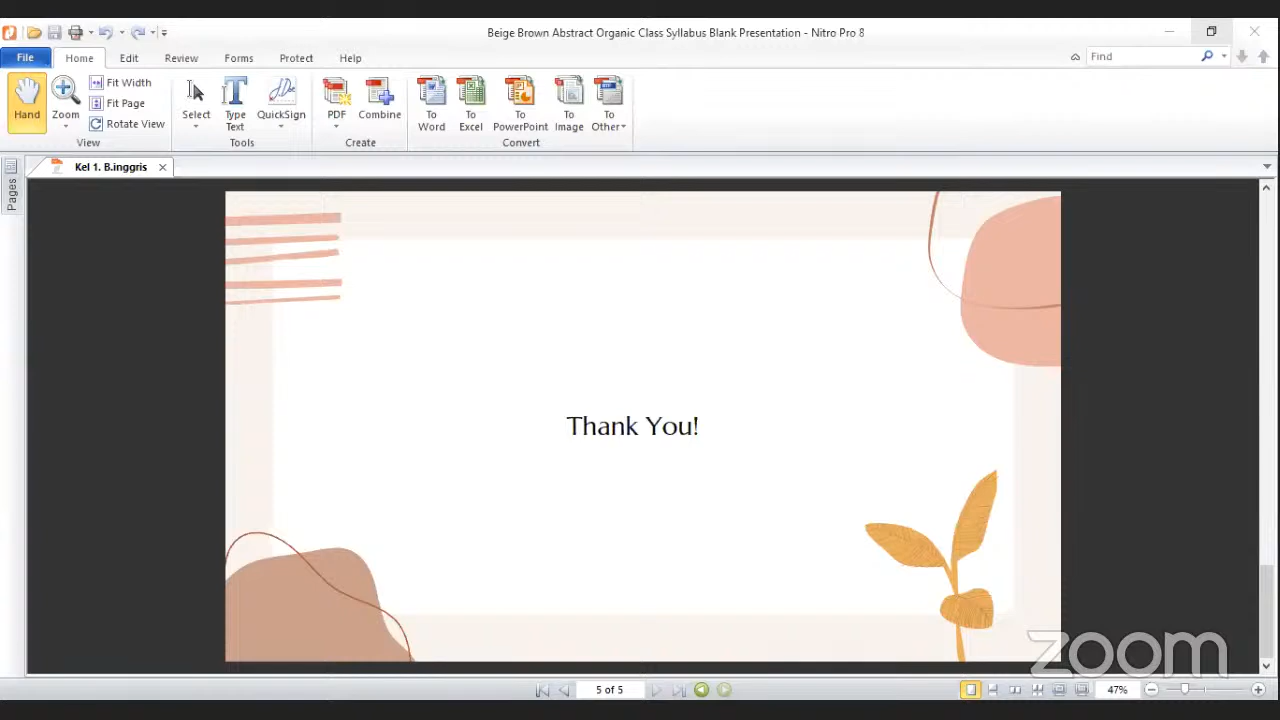 Beige Brown Abstract Organic Class Syllabus Blank Presentation - Nitro Pro 8
File Home Edit Review Forms Protect Help
Find
Hand
Zoom
Fit Width
Fit Page
Rotate View
View
Select
Type Text
QuickSign
Tools
PDF
Combine
Create
To Word
To Excel
To PowerPoint
To Image
To Other
Convert
Kel 1. B.inggris
Pages
Thank You!
zoom
5 of 5
47%